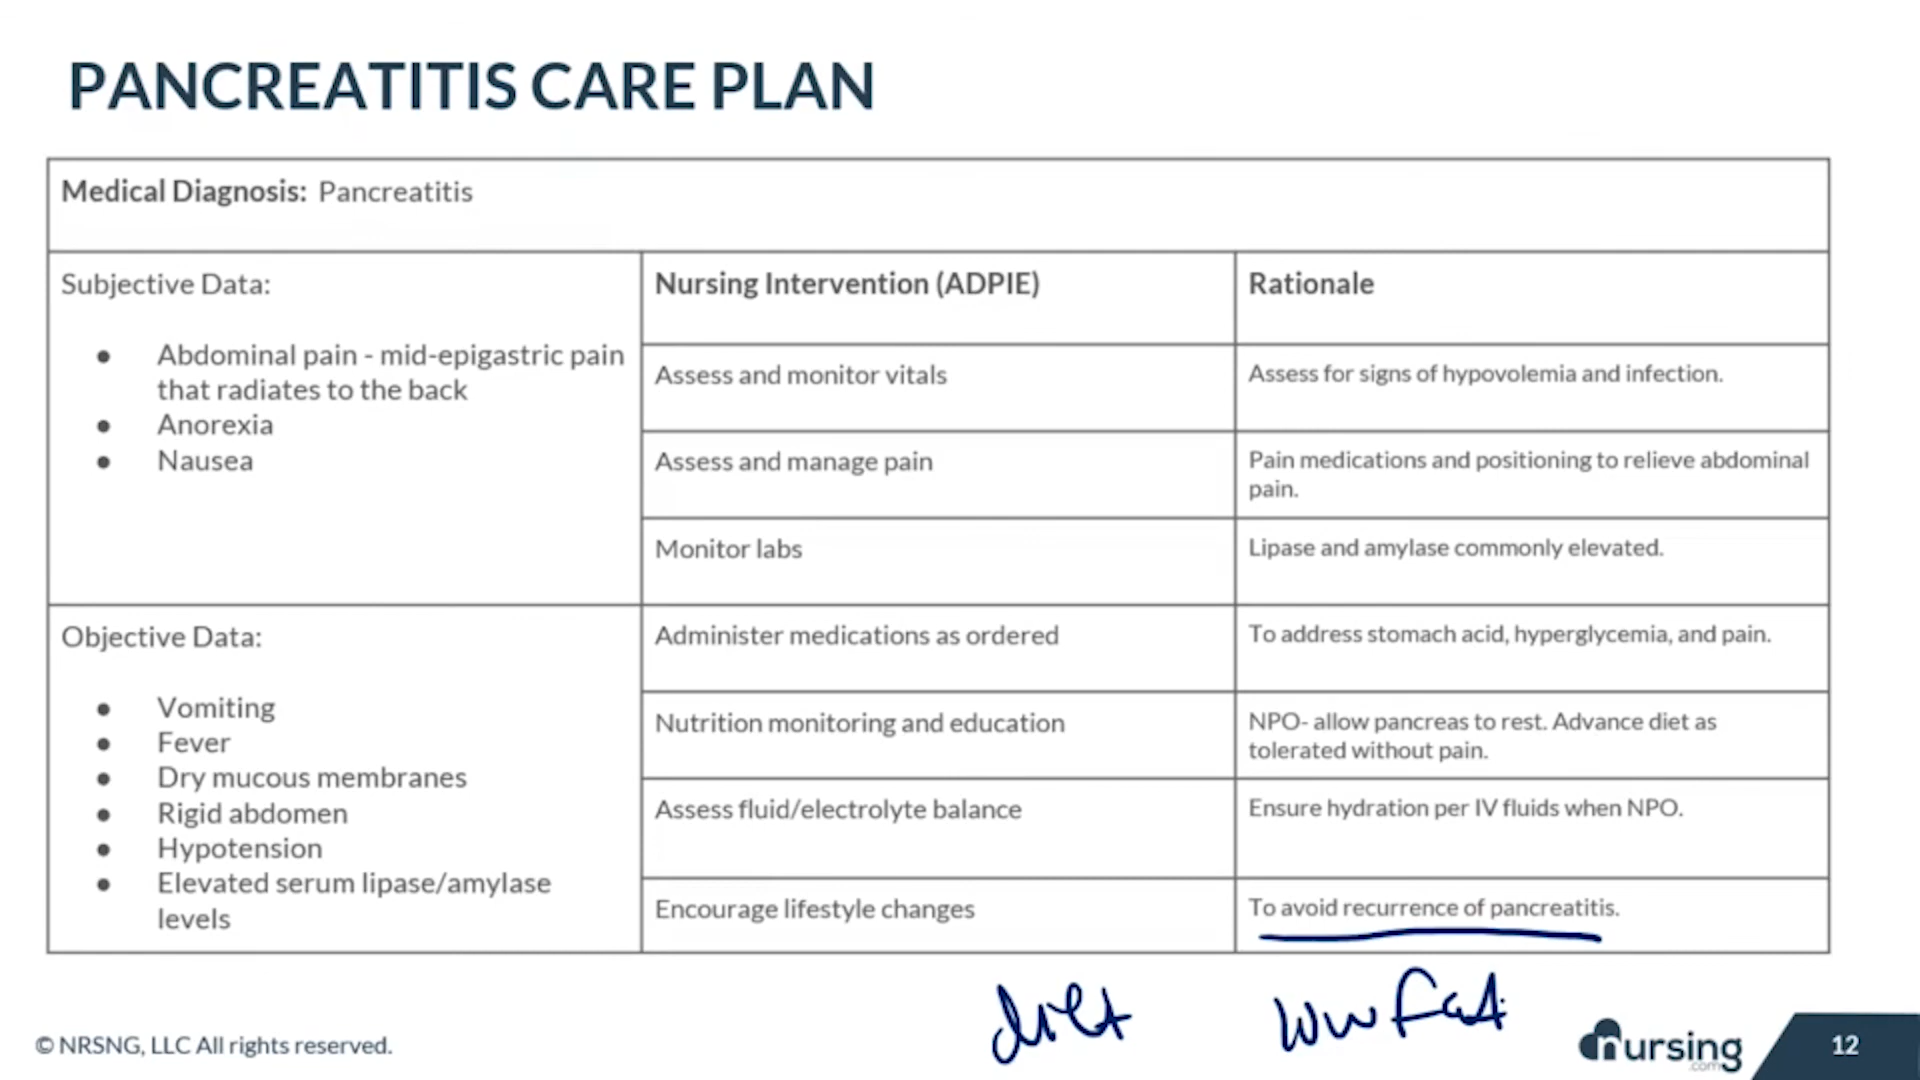 PANCREATITIS CARE PLAN
Medical Diagnosis: Pancreatitis
Subjective Data:
Abdominal pain - mid-epigastric pain
that radiates to the back
Anorexia
Nausea
Objective Data:
Vomiting
Fever
Dry mucous membranes
Rigid abdomen
Hypotension
Elevated serum lipase/amylase
levels
Nursing Intervention (ADPIE)
Rationale
Assess and monitor vitals
Assess for signs of hypovolemia and infection.
Assess and manage pain
Pain medications and positioning to relieve abdominal
pain.
Monitor labs
Lipase and amylase commonly elevated.
Administer medications as ordered
To address stomach acid, hyperglycemia, and pain.
Nutrition monitoring and education
NPO- allow pancreas to rest. Advance diet as
tolerated without pain.
Assess fluid/electrolyte balance
Ensure hydration per IV fluids when NPO.
Encourage lifestyle changes
To avoid recurrence of pancreatitis.
diet
low fat
© NRSNG, LLC All rights reserved.
nursing
.com
12